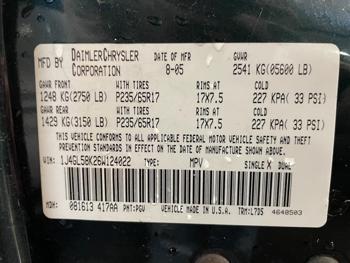 MFD BY DAIMLERCHRYSLER CORPORATION DATE OF MFR 8-05 GVWR 2541 KG(05600 LB)
GAWR FRONT WITH TIRES RIMS AT COLD
1248 KG(2750 LB) P235/65R17 17X7.5 227 KPA( 33 PSI)
GAWR REAR WITH TIRES RIMS AT COLD
1429 KG(3150 LB) P235/65R17 17X7.5 227 KPA( 33 PSI)
THIS VEHICLE CONFORMS TO ALL APPLICABLE FEDERAL MOTOR VEHICLE SAFETY
BUMPER, AND THEFT PREVENTION STANDARDS IN
EFFECT ON THE DATE OF MANUFACTURE SHOWN ABOVE.
VIN: 1J4GL58K26W124022 MPV SINGLE X DUAL
MDH: 081613 417AA PNT:PGV VEHICLE MADE IN U.S.A. TRM:L7D5 4648503